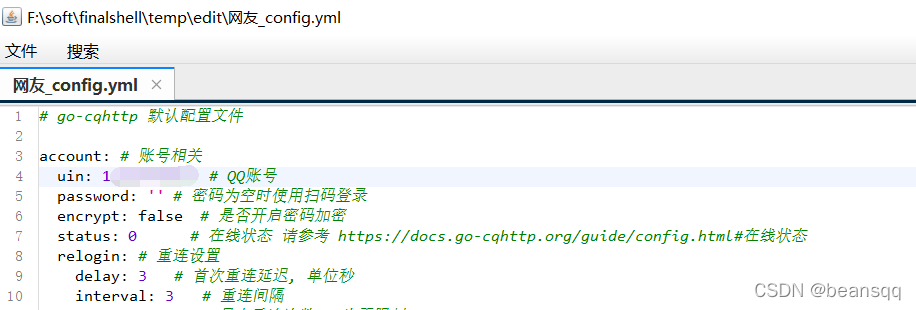 F:\soft\finalshell\temp\edit\网友_config.yml
文件 搜索
网友_config.yml ×
1 # go-cqhttp 默认配置文件
2
3 account: # 账号相关
4 uin: 1 # QQ账号
5 password: '' # 密码为空时使用扫码登录
6 encrypt: false # 是否开启密码加密
7 status: 0 # 在线状态 请参考 https://docs.go-cqhttp.org/guide/config.html#在线状态
8 relogin: # 重连设置
9 delay: 3 # 首次重连延迟, 单位秒
10 interval: 3 # 重连间隔
CSDN @beansqq